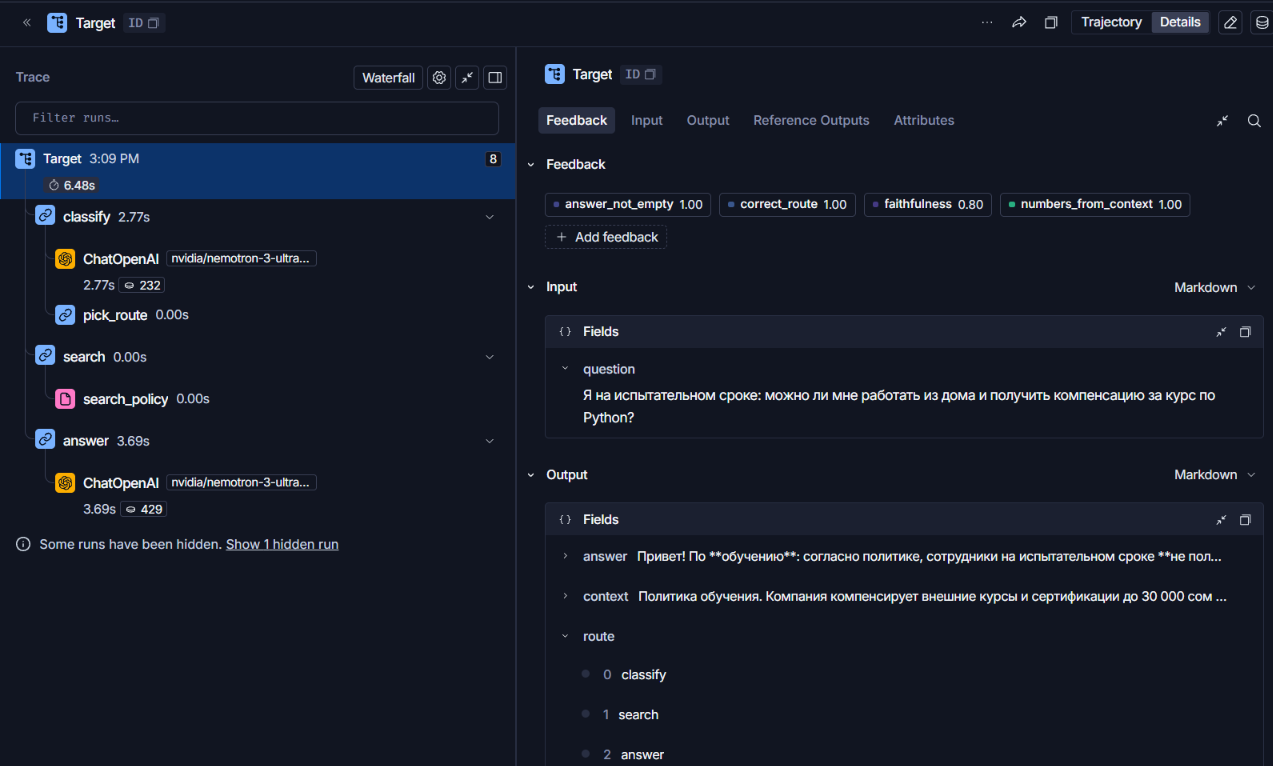 Target ID
Trajectory Details
Trace
Waterfall
Filter runs…
Target 3:09 PM 8
6.48s
classify 2.77s
ChatOpenAI nvidia/nemotron-3-ultra...
2.77s 232
pick_route 0.00s
search 0.00s
search_policy 0.00s
answer 3.69s
ChatOpenAI nvidia/nemotron-3-ultra...
3.69s 429
Some runs have been hidden. Show 1 hidden run
Target ID
Feedback Input Output Reference Outputs Attributes
Feedback
answer_not_empty 1.00 correct_route 1.00 faithfulness 0.80 numbers_from_context 1.00
+ Add feedback
Input Markdown
{} Fields
question
Я на испытательном сроке: можно ли мне работать из дома и получить компенсацию за курс по
Python?
Output Markdown
{} Fields
answer Привет! По **обучению**: согласно политике, сотрудники на испытательном сроке **не пол...
context Политика обучения. Компания компенсирует внешние курсы и сертификации до 30 000 сом ...
route
0 classify
1 search
2 answer